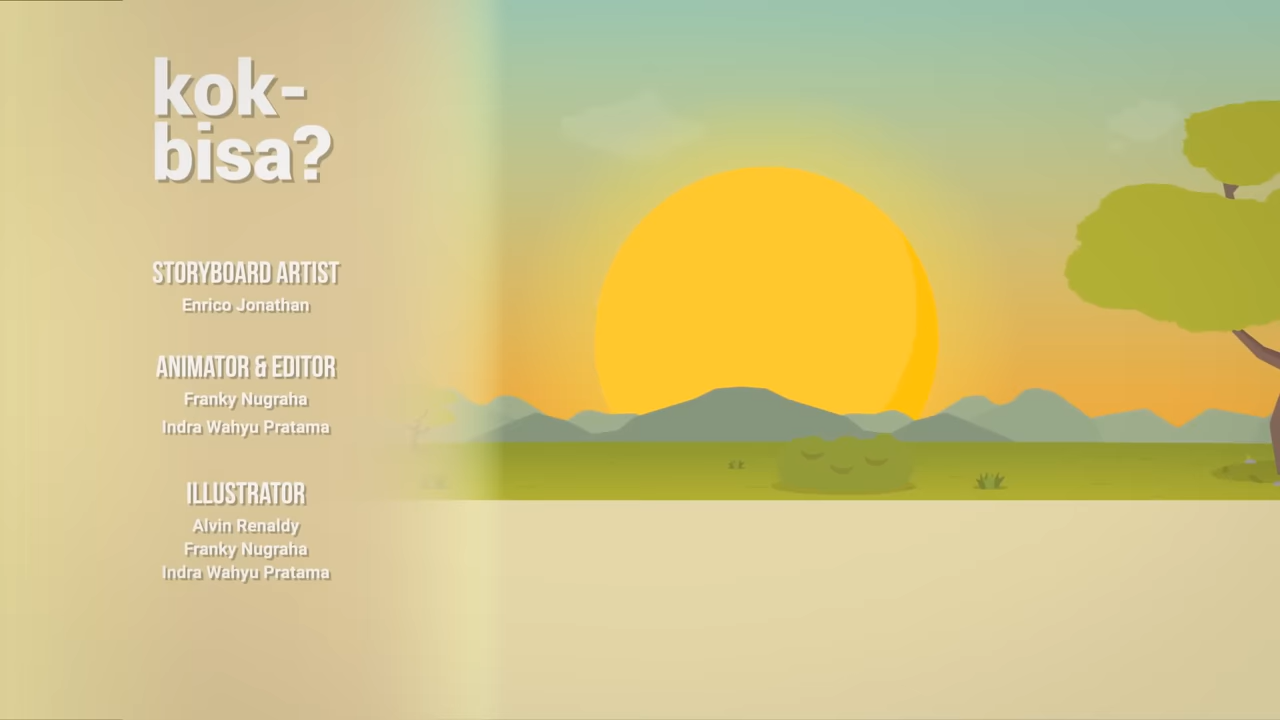 kok-
bisa?
STORYBOARD ARTIST
Enrico Jonathan
ANIMATOR & EDITOR
Franky Nugraha
Indra Wahyu Pratama
ILLUSTRATOR
Alvin Renaldy
Franky Nugraha
Indra Wahyu Pratama